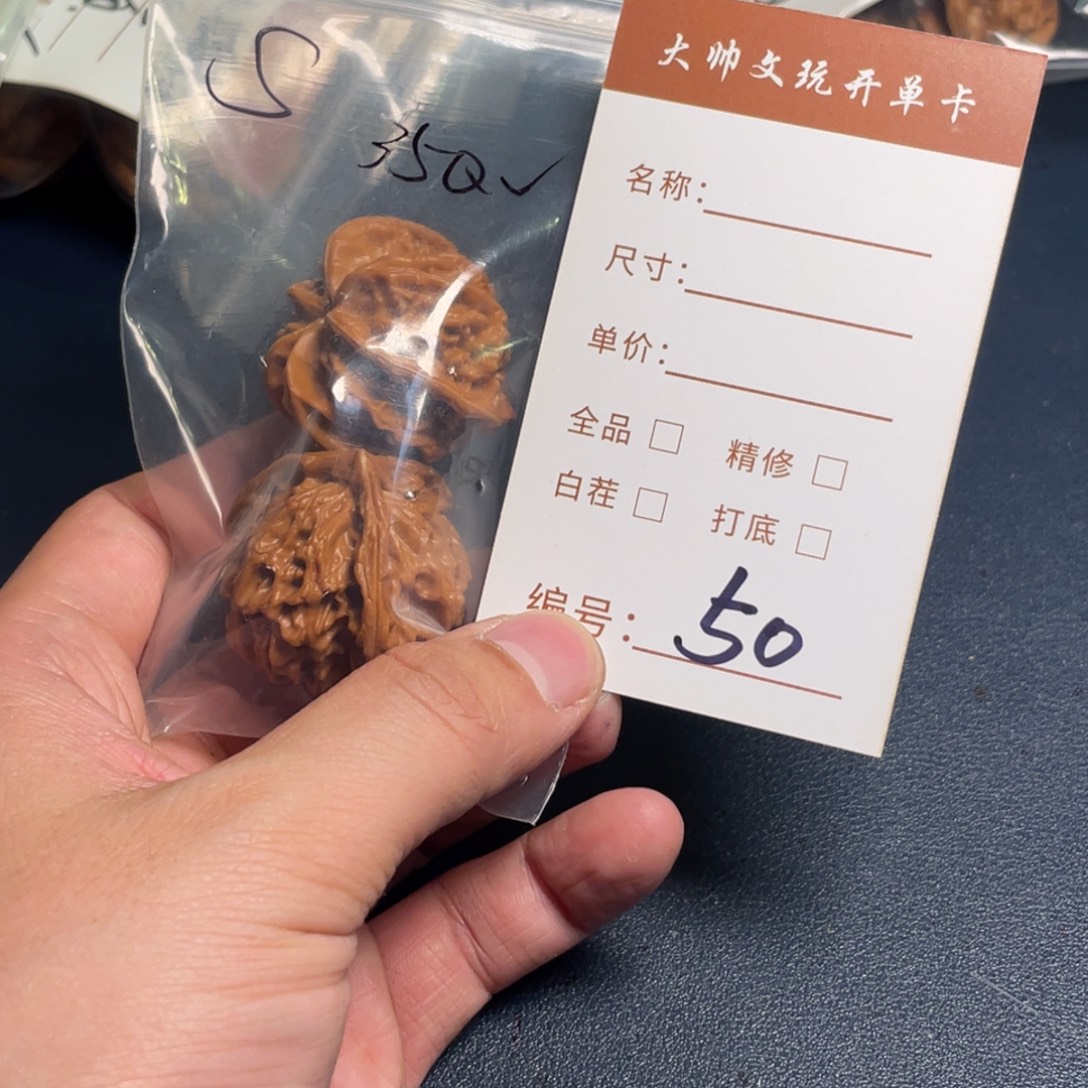 S
35Q✓
大帅文玩开单卡
名称：
尺寸：
单价：
全品 □ 精修 □
白茬 □ 打底 □
编号：50